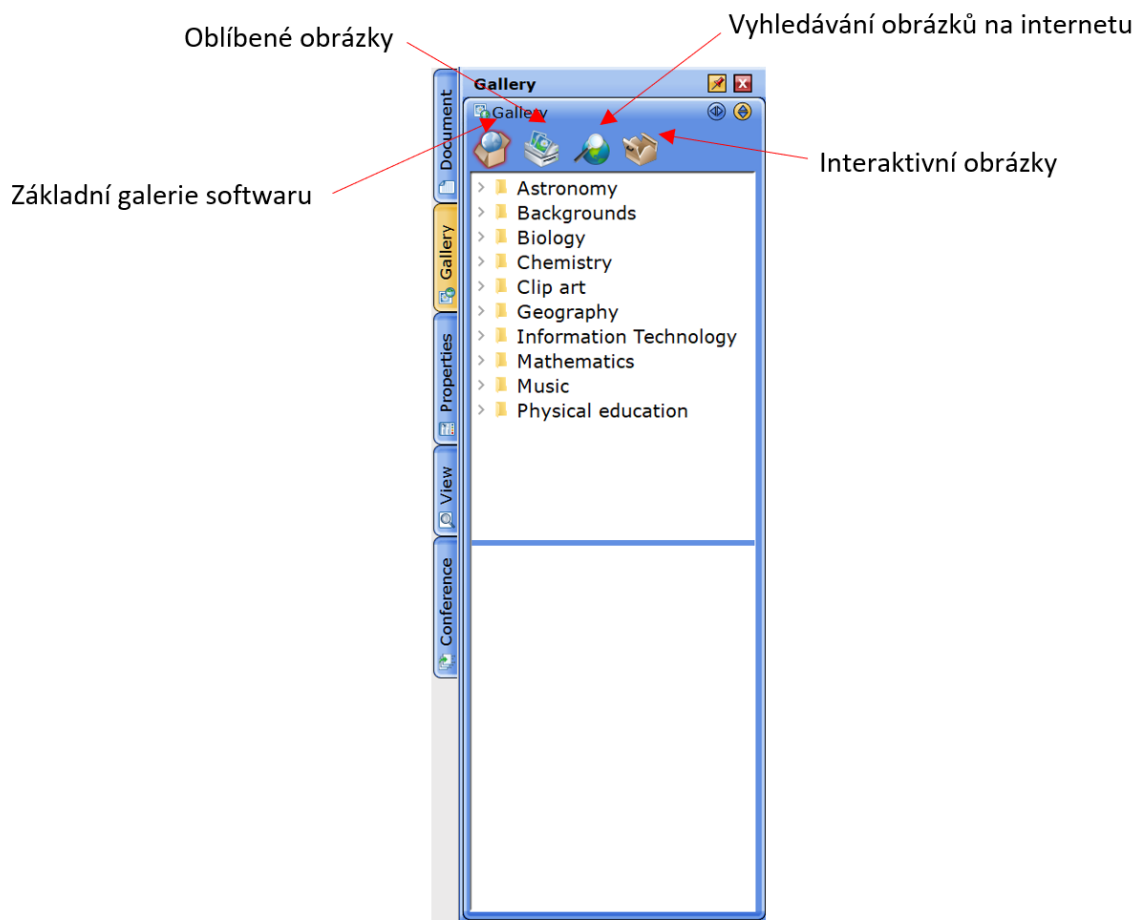 Vyhledávání obrázků na internetu
Oblíbené obrázky
Gallery
Gallery
Interaktivní obrázky
Základní galerie softwaru
Document
Gallery
Properties
View
Conference
Astronomy
Backgrounds
Biology
Chemistry
Clip art
Geography
Information Technology
Mathematics
Music
Physical education